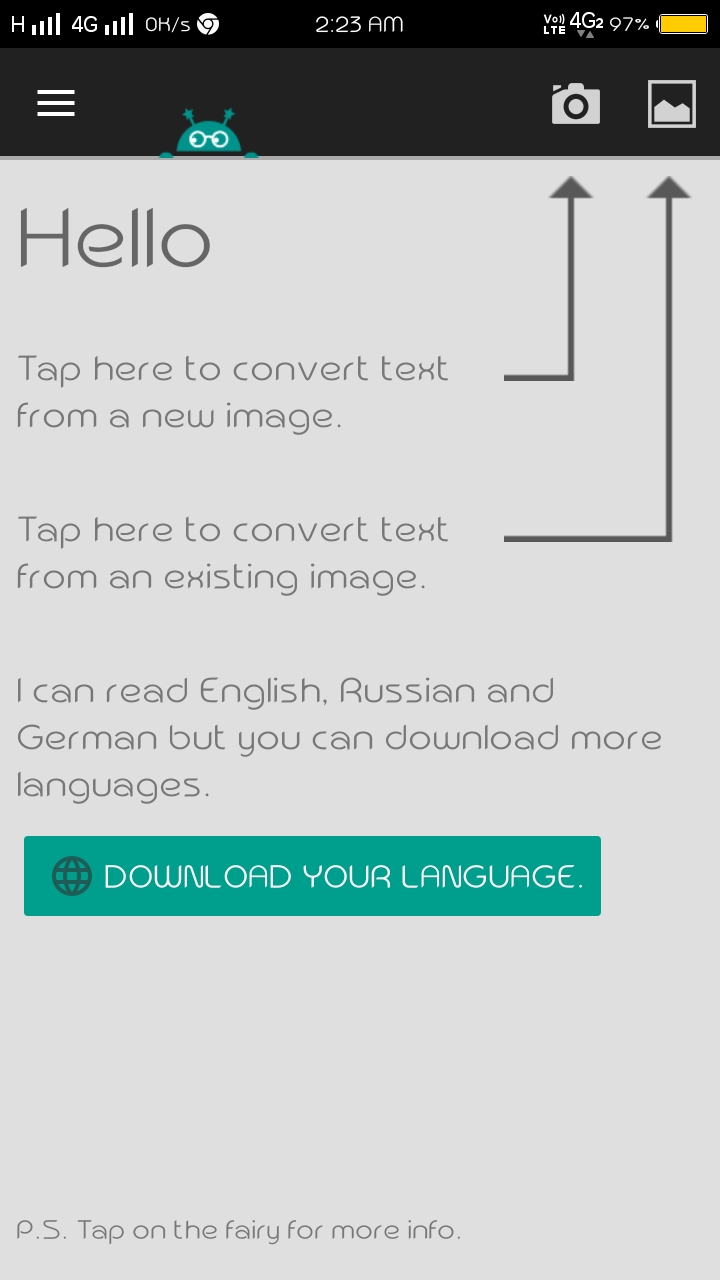 H 4G 0K/s 2:23 AM Vo)) LTE 4G2 97%
Hello
Tap here to convert text
from a new image.
Tap here to convert text
from an existing image.
I can read English, Russian and
German but you can download more
languages.
DOWNLOAD YOUR LANGUAGE.
P.S. Tap on the fairy for more info.